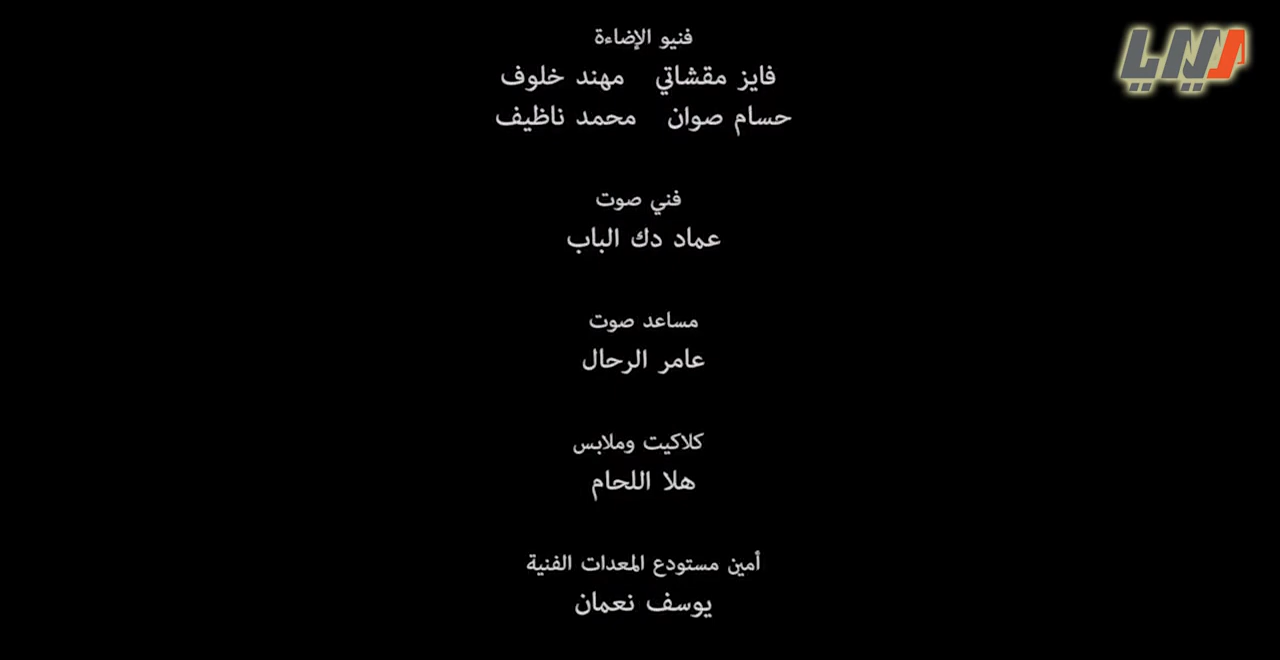 فنيو الإضاءة
فايز مقشاتي مهند خلوف
حسام صوان محمد ناظيف
فني صوت
عماد دك الباب
مساعد صوت
عامر الرحال
كلاكيت وملابس
هلا اللحام
أمين مستودع المعدات الفنية
يوسف نعمان